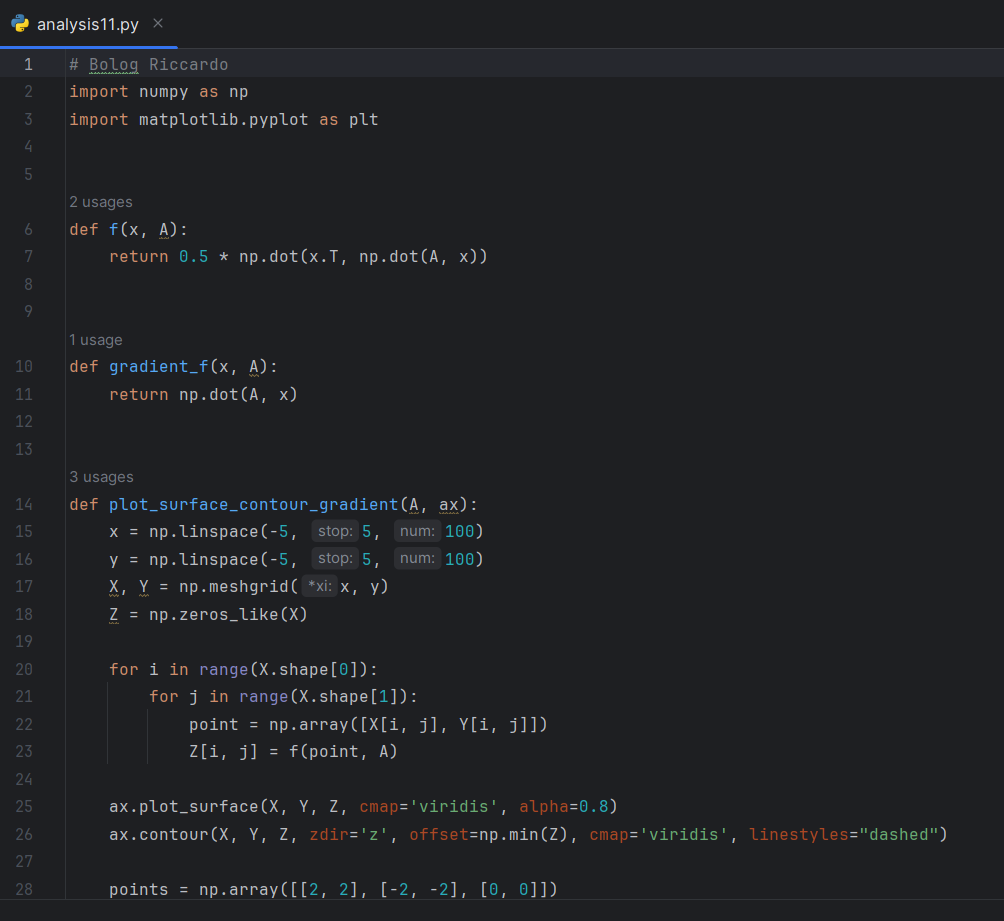 analysis11.py
1 # Boloq Riccardo
2 import numpy as np
3 import matplotlib.pyplot as plt
4
5
2 usages
6 def f(x, A):
7     return 0.5 * np.dot(x.T, np.dot(A, x))
8
9
1 usage
10 def gradient_f(x, A):
11     return np.dot(A, x)
12
13
3 usages
14 def plot_surface_contour_gradient(A, ax):
15     x = np.linspace(-5, stop: 5, num: 100)
16     y = np.linspace(-5, stop: 5, num: 100)
17     X, Y = np.meshgrid( *xi: x, y)
18     Z = np.zeros_like(X)
19
20     for i in range(X.shape[0]):
21         for j in range(X.shape[1]):
22             point = np.array([X[i, j], Y[i, j]])
23             Z[i, j] = f(point, A)
24
25     ax.plot_surface(X, Y, Z, cmap='viridis', alpha=0.8)
26     ax.contour(X, Y, Z, zdir='z', offset=np.min(Z), cmap='viridis', linestyles="dashed")
27
28     points = np.array([[2, 2], [-2, -2], [0, 0]])